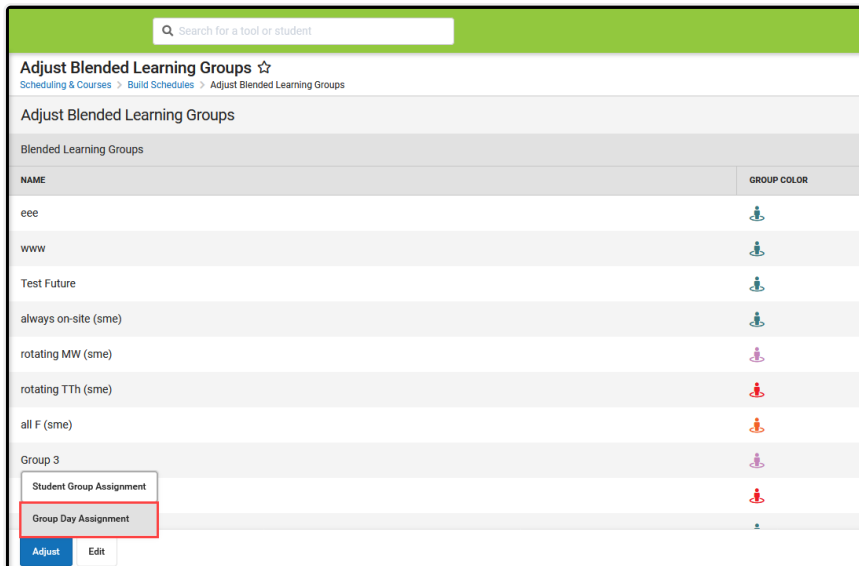 Search for a tool or student
Adjust Blended Learning Groups
Scheduling & Courses > Build Schedules > Adjust Blended Learning Groups
Adjust Blended Learning Groups
Blended Learning Groups
NAME GROUP COLOR
eee
www
Test Future
always on-site (sme)
rotating MW (sme)
rotating TTh (sme)
all F (sme)
Group 3
Student Group Assignment
Group Day Assignment
Adjust Edit